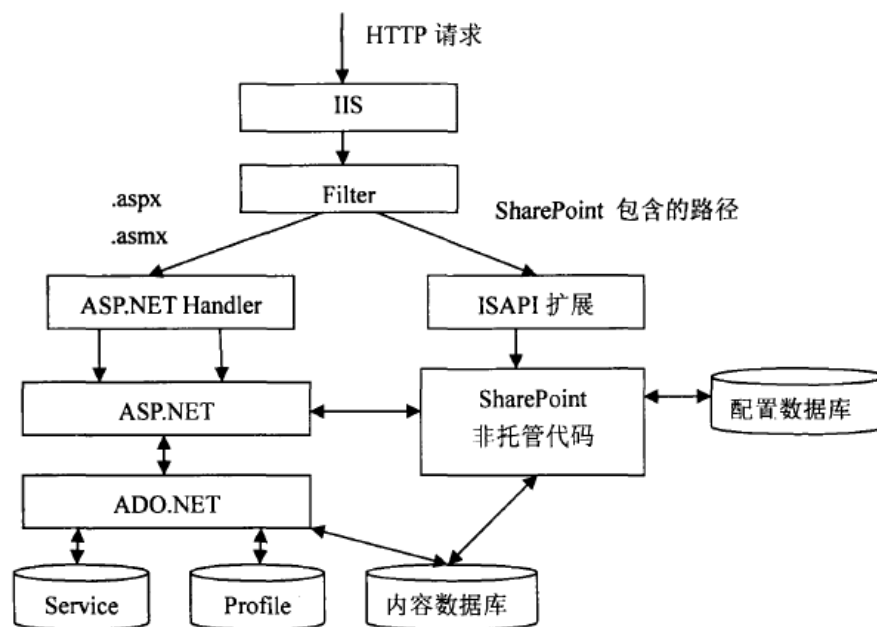 HTTP 请求
IIS
Filter
.aspx
.asmx
SharePoint 包含的路径
ASP.NET Handler
ISAPI 扩展
ASP.NET
SharePoint
非托管代码
配置数据库
ADO.NET
Service
Profile
内容数据库